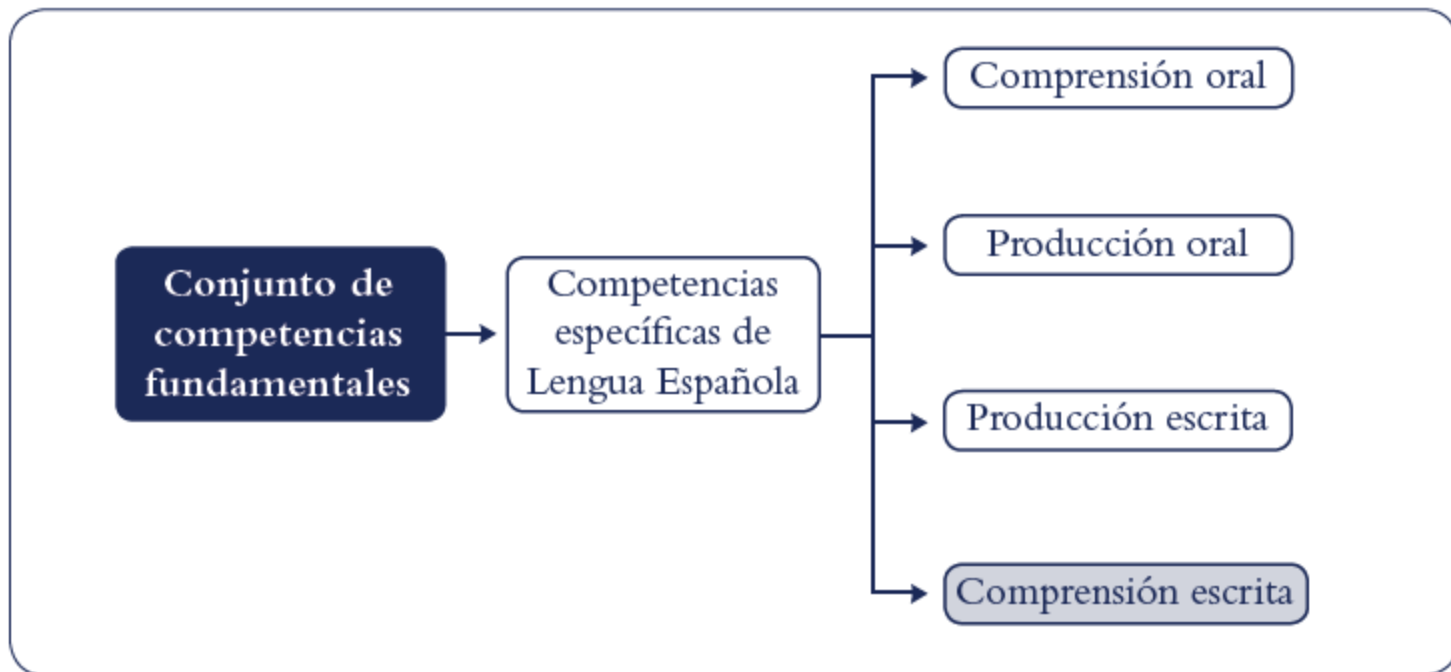 Conjunto de
competencias
fundamentales
Competencias
específicas de
Lengua Española
Comprensión oral
Producción oral
Producción escrita
Comprensión escrita